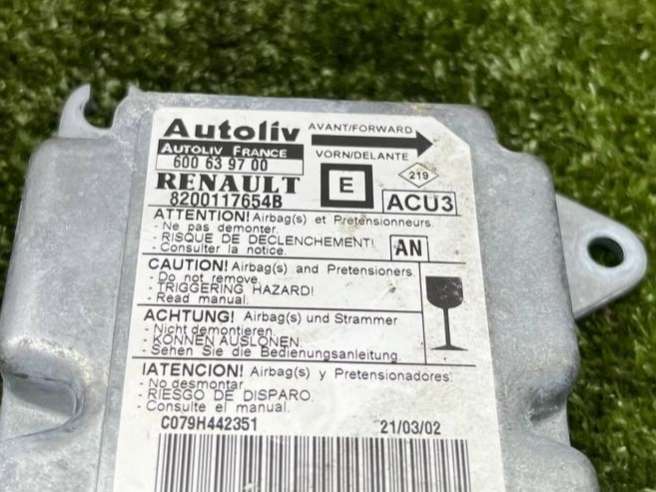 Autoliv AVANT/FORWARD
AUTOLIV FRANCE
600 63 97 00 VORN/DELANTE
RENAULT E 219
8200117654B ACU3
ATTENTION! Airbag(s) et Pretensionneurs
- Ne pas demonter.
- RISQUE DE DECLENCHEMENT! AN
- Consulter la notice.
CAUTION! Airbag(s) and Pretensioners
- Do not remove.
- TRIGGERING HAZARD!
- Read manual.
ACHTUNG! Airbag(s) und Strammer
- Nicht demontieren.
- KONNEN AUSLONEN.
- Sehen Sie die Bedienungsanleitung.
!ATENCION! Airbag(s) y Pretensionadores.
- No desmontar
- RIESGO DE DISPARO.
- Consulte el manual.
C079H442351 21/03/02